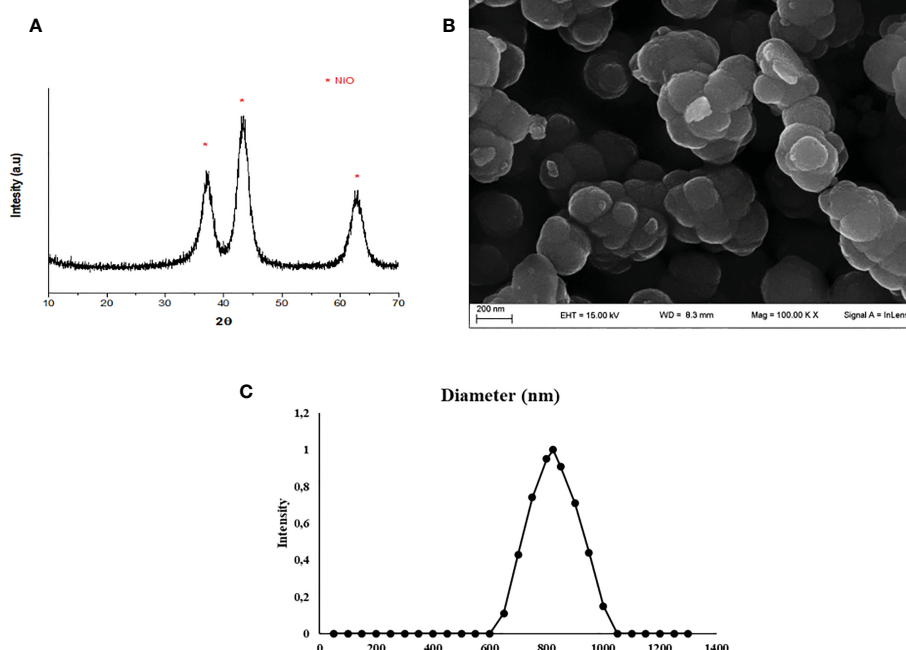 A
* NiO
*
*
*
Intesity (a.u)
10 20 30 40 50 60 70
2θ
B
200 nm
EHT = 15.00 kV WD = 8.3 mm Mag = 100.00 K X Signal A = InLens
C
Diameter (nm)
Intensity
1,2
1
0,8
0,6
0,4
0,2
0
0 200 400 600 800 1000 1200 1400